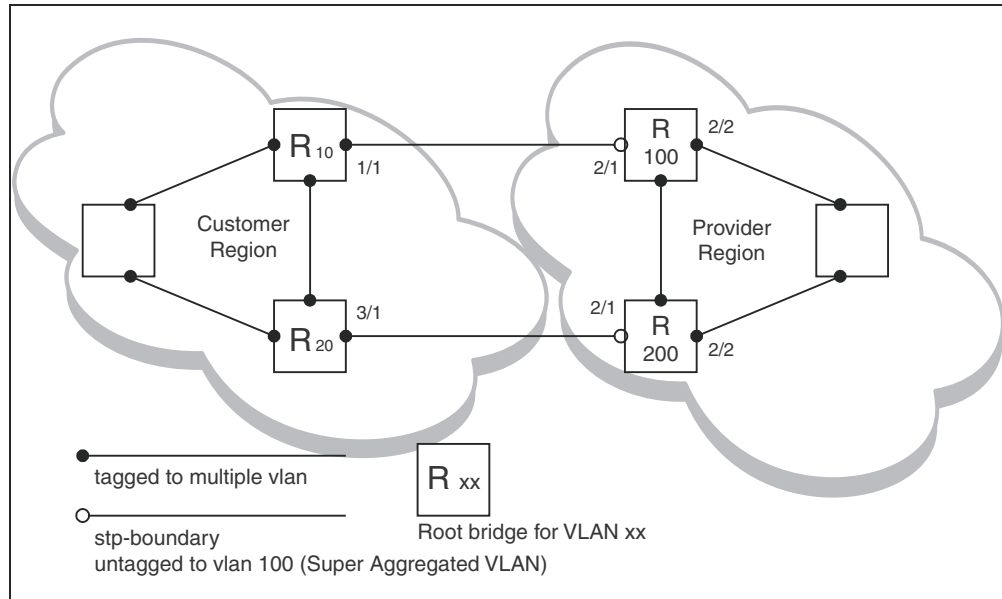 R 10
1/1
R
100
2/2
2/1
Customer
Region
Provider
Region
R 20
3/1
2/1
R
200
2/2
tagged to multiple vlan
R xx
Root bridge for VLAN xx
stp-boundary
untagged to vlan 100 (Super Aggregated VLAN)